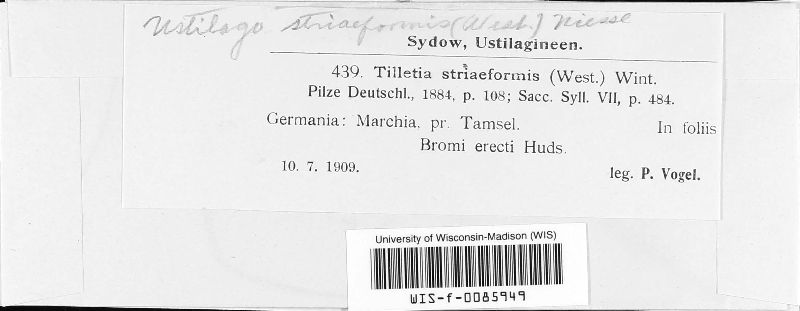 Ustilago striaeformis (West.) Niessl
Sydow, Ustilagineen.
439. Tilletia striaeformis (West.) Wint.
Pilze Deutschl., 1884, p. 108; Sacc. Syll. VII, p. 484.
Germania: Marchia, pr. Tamsel. In foliis
Bromi erecti Huds.
10. 7. 1909. leg. P. Vogel.
University of Wisconsin-Madison (WIS)
WIS-f-0085949